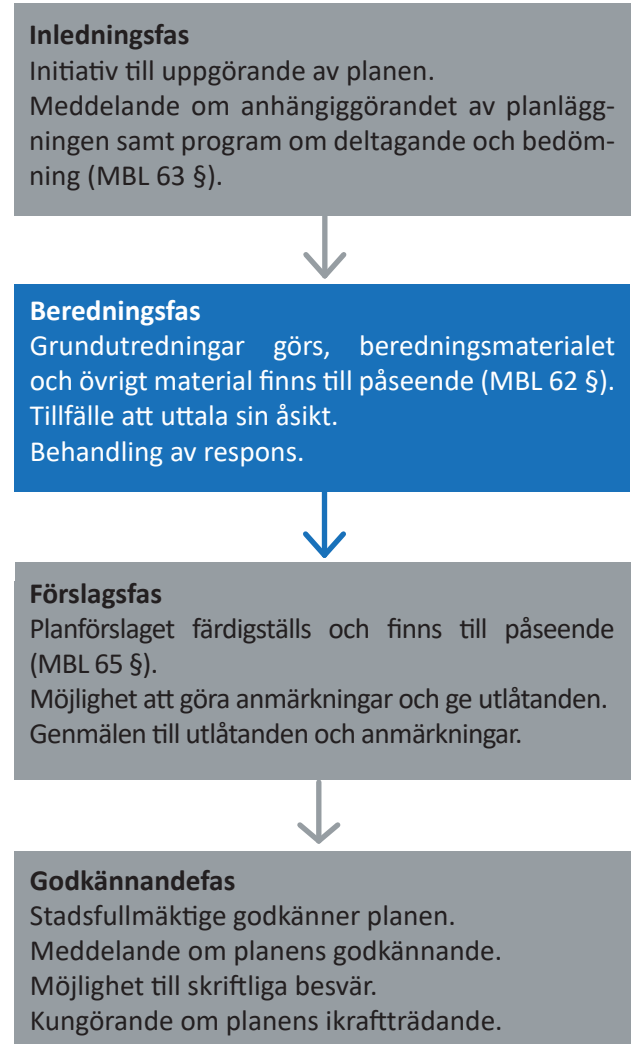 Inledningsfas
Initiativ till uppgörande av planen.
Meddelande om anhängiggörandet av planlägg-
ningen samt program om deltagande och bedöm-
ning (MBL 63 §).
Beredningsfas
Grundutredningar görs, beredningsmaterialet
och övrigt material finns till påseende (MBL 62 §).
Tillfälle att uttala sin åsikt.
Behandling av respons.
Förslagsfas
Planförslaget färdigställs och finns till påseende
(MBL 65 §).
Möjlighet att göra anmärkningar och ge utlåtanden.
Genmälen till utlåtanden och anmärkningar.
Godkännandefas
Stadsfullmäktige godkänner planen.
Meddelande om planens godkännande.
Möjlighet till skriftliga besvär.
Kungörande om planens ikraftträdande.